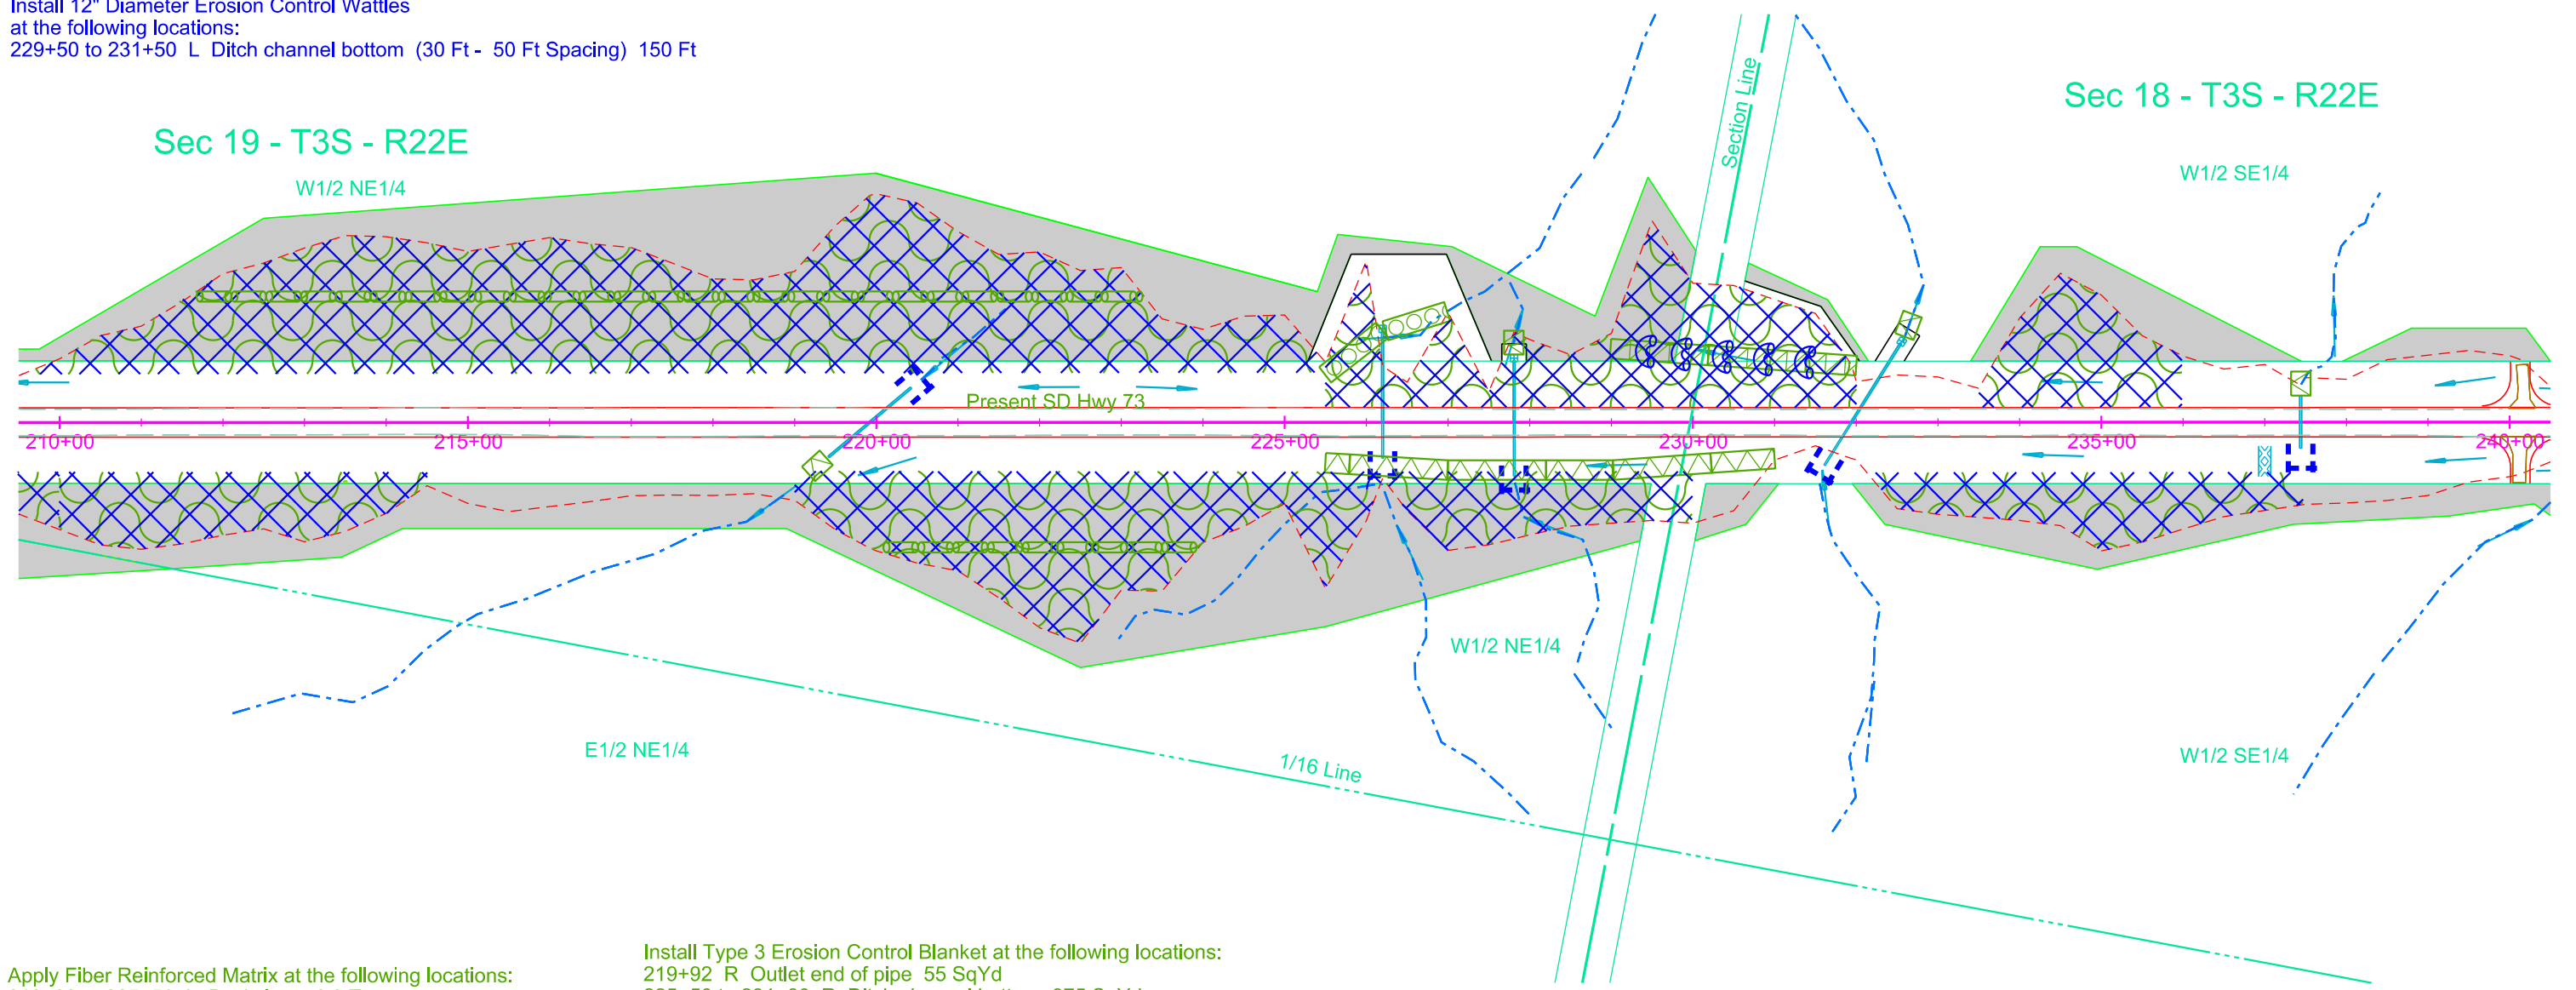 Install 12" Diameter Erosion Control Wattles
at the following locations:
229+50 to 231+50 L Ditch channel bottom (30 Ft - 50 Ft Spacing) 150 Ft
Section Line
Sec 18 - T3S - R22E
Sec 19 - T3S - R22E
W1/2 SE1/4
W1/2 NE1/4
Present SD Hwy 73
210+00
215+00
220+00
225+00
230+00
235+00
240+00
W1/2 NE1/4
E1/2 NE1/4
1/16 Line
W1/2 SE1/4
Install Type 3 Erosion Control Blanket at the following locations:
Apply Fiber Reinforced Matrix at the following locations:
219+92 R Outlet end of pipe 55 SqYd